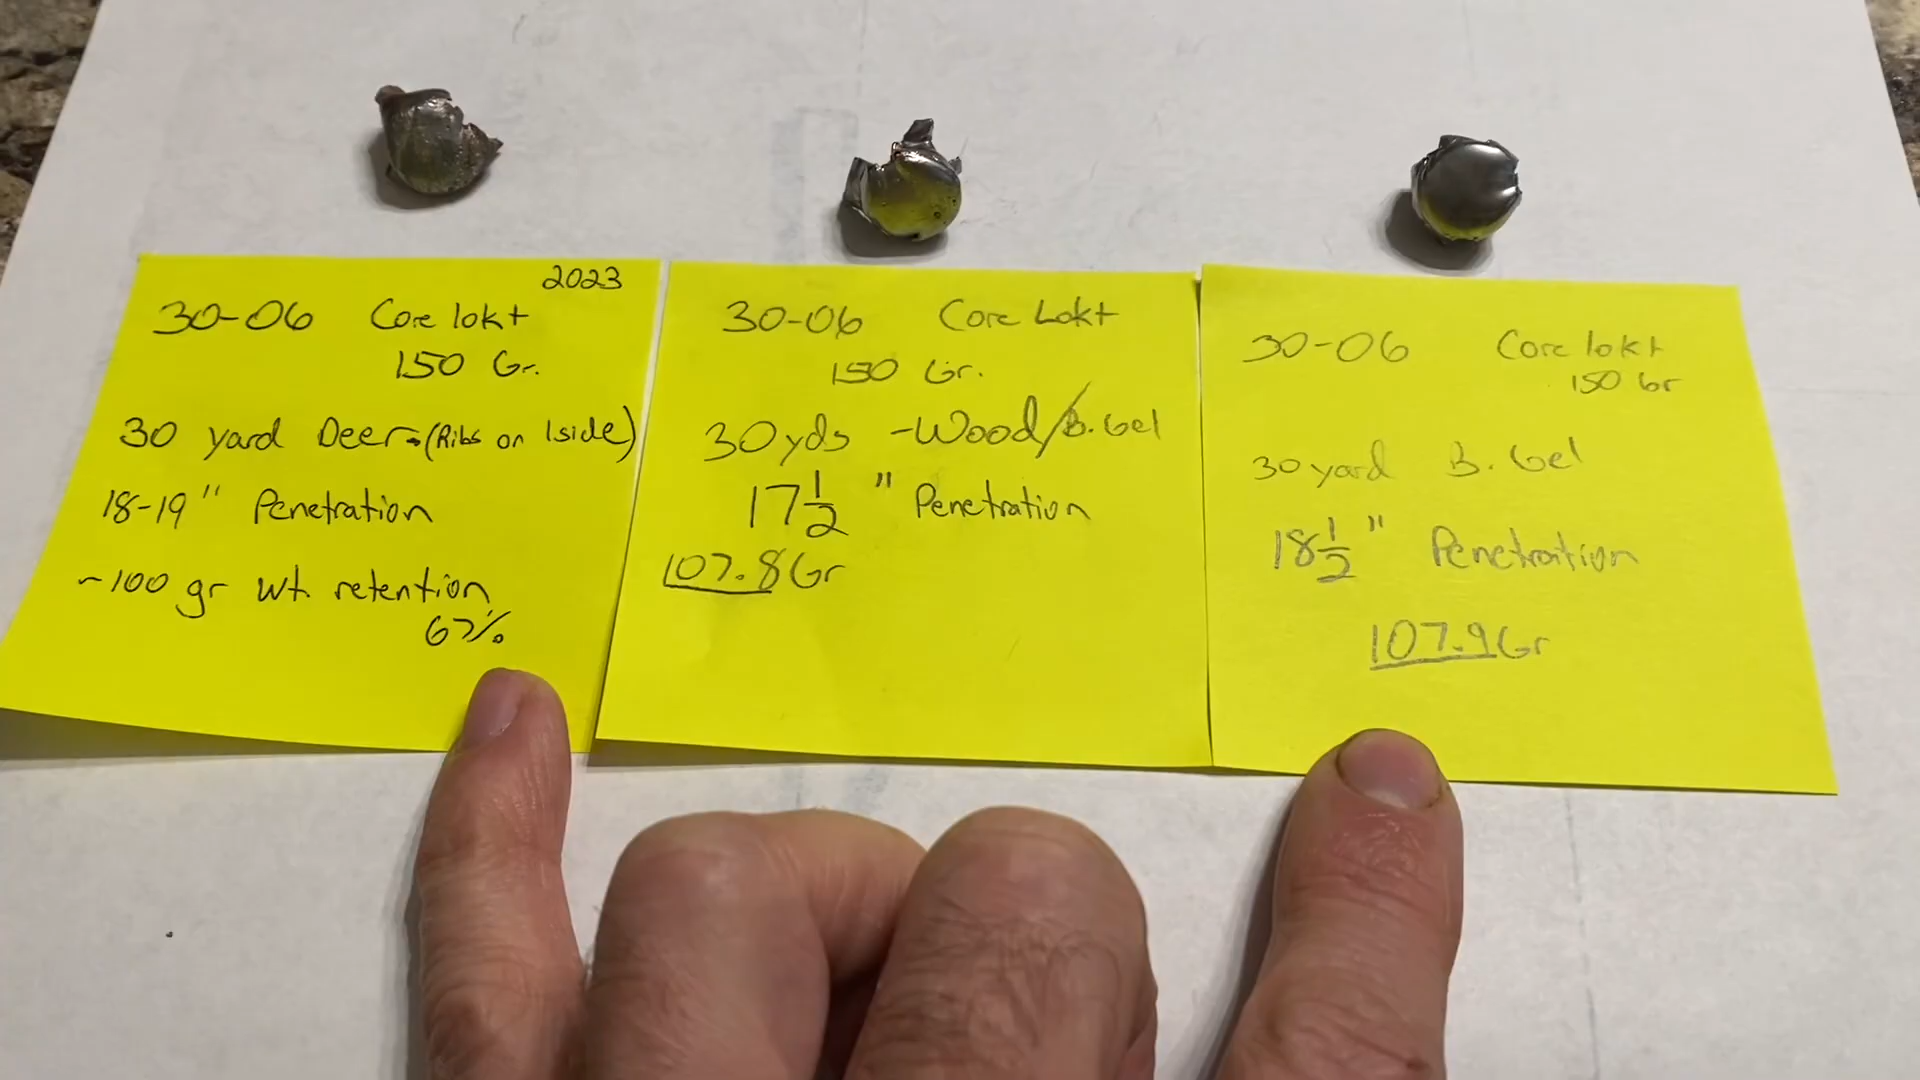 2023
30-06 Core lokt
150 Gr.
30 yard Deer - (Ribs on 1side)
18-19" Penetration
~100 gr wt. retention
67%
30-06 Core Lokt
150 Gr.
30yds - Wood/B.Gel
17 1/2" Penetration
107.8Gr
30-06 Core lokt
150 Gr
30 yard B. Gel
18 1/2" Penetration
107.9Gr